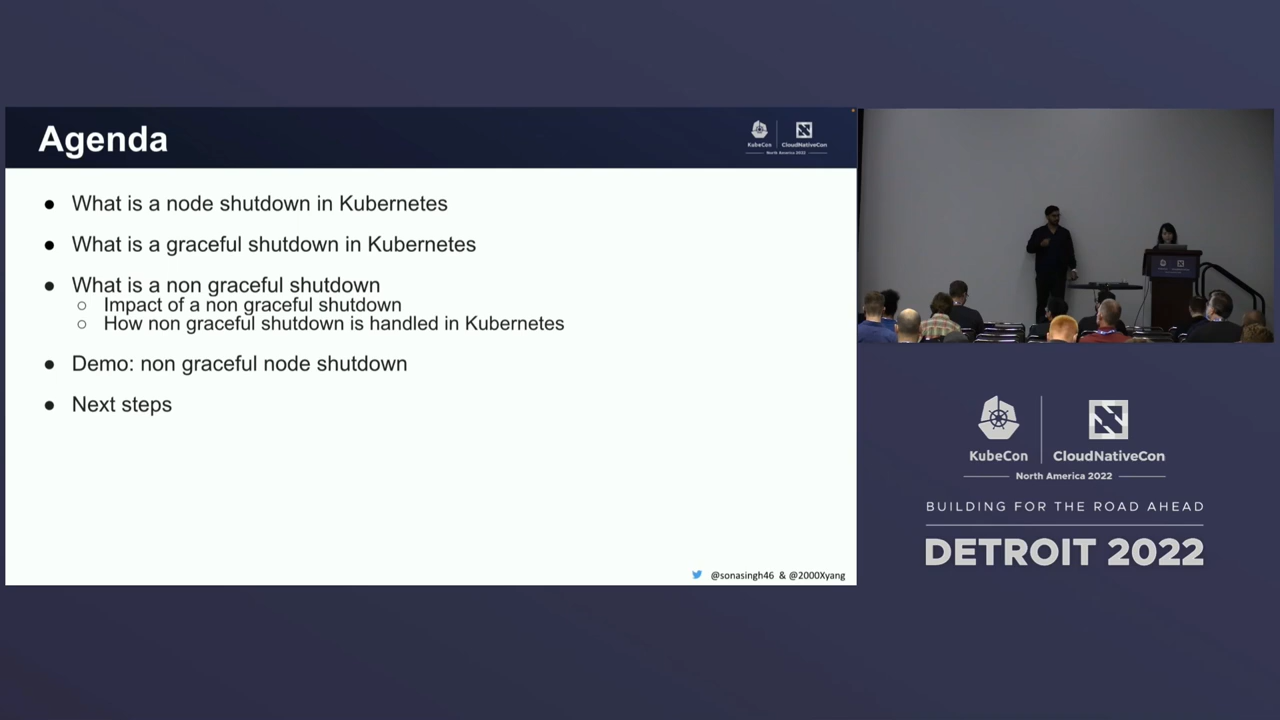 Agenda
KubeCon
CloudNativeCon
North America 2022
● What is a node shutdown in Kubernetes
● What is a graceful shutdown in Kubernetes
● What is a non graceful shutdown
○ Impact of a non graceful shutdown
○ How non graceful shutdown is handled in Kubernetes
● Demo: non graceful node shutdown
● Next steps
@sonasingh46 & @2000Xyang
KubeCon
CloudNativeCon
North America 2022
BUILDING FOR THE ROAD AHEAD
DETROIT 2022